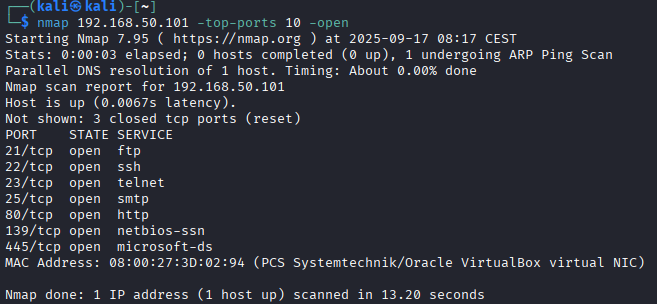 ┌──(kali㉿kali)-[~]
└─$ nmap 192.168.50.101 -top-ports 10 -open
Starting Nmap 7.95 ( https://nmap.org ) at 2025-09-17 08:17 CEST
Stats: 0:00:03 elapsed; 0 hosts completed (0 up), 1 undergoing ARP Ping Scan
Parallel DNS resolution of 1 host. Timing: About 0.00% done
Nmap scan report for 192.168.50.101
Host is up (0.0067s latency).
Not shown: 3 closed tcp ports (reset)
PORT    STATE SERVICE
21/tcp  open  ftp
22/tcp  open  ssh
23/tcp  open  telnet
25/tcp  open  smtp
80/tcp  open  http
139/tcp open  netbios-ssn
445/tcp open  microsoft-ds
MAC Address: 08:00:27:3D:02:94 (PCS Systemtechnik/Oracle VirtualBox virtual NIC)
Nmap done: 1 IP address (1 host up) scanned in 13.20 seconds